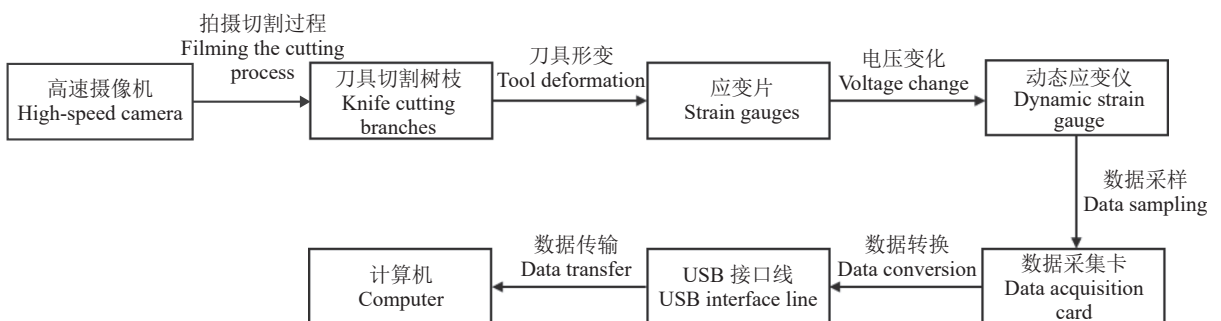 拍摄切割过程
Filming the cutting
process
高速摄像机
High-speed camera
刀具切割树枝
Knife cutting
branches
刀具形变
Tool deformation
应变片
Strain gauges
电压变化
Voltage change
动态应变仪
Dynamic strain
gauge
数据采样
Data sampling
数据采集卡
Data acquisition
card
数据转换
Data conversion
USB 接口线
USB interface line
数据传输
Data transfer
计算机
Computer